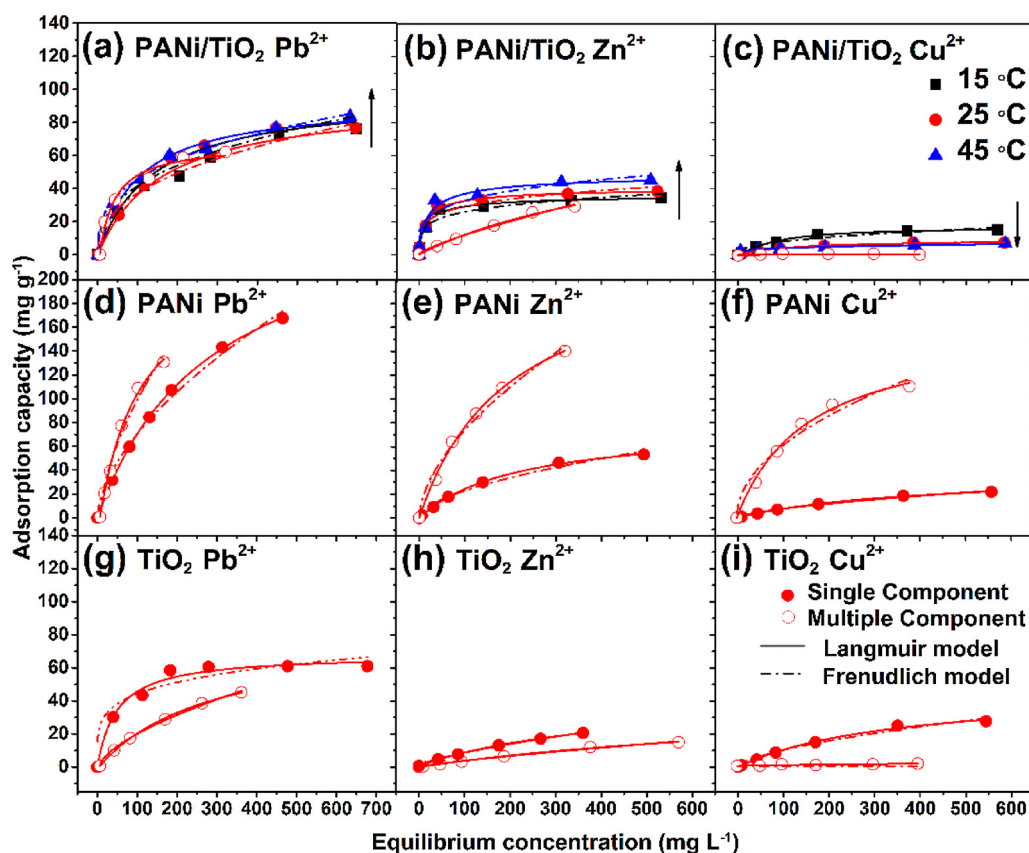 (a) PANi/TiO₂ Pb²⁺
(b) PANi/TiO₂ Zn²⁺
(c) PANi/TiO₂ Cu²⁺
15 °C
25 °C
45 °C
140
120
100
80
60
40
20
0
(d) PANi Pb²⁺
(e) PANi Zn²⁺
(f) PANi Cu²⁺
200
180
160
140
120
100
80
60
40
20
0
(g) TiO₂ Pb²⁺
(h) TiO₂ Zn²⁺
(i) TiO₂ Cu²⁺
Single Component
Multiple Component
Langmuir model
Frenudlich model
140
120
100
80
60
40
20
0
0 100 200 300 400 500 600 700
0 100 200 300 400 500 600
0 100 200 300 400 500 600
Adsorption capacity (mg g⁻¹)
Equilibrium concentration (mg L⁻¹)